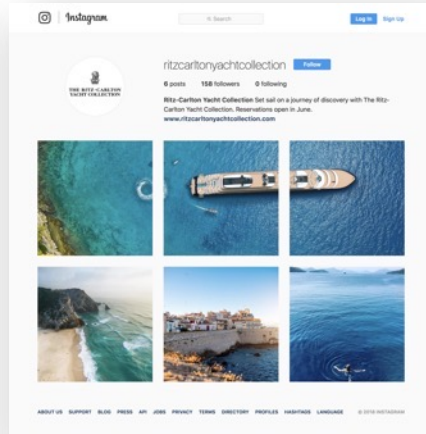 Instagram
Search
Log In
Sign Up
ritzcarltonyachtcollection
Follow
6 posts 158 followers 0 following
Ritz-Carlton Yacht Collection Set sail on a journey of discovery with The Ritz-
Carlton Yacht Collection. Reservations open in June.
www.ritzcarltonyachtcollection.com
THE RITZ-CARLTON
YACHT COLLECTION
ABOUT US SUPPORT BLOG PRESS API JOBS PRIVACY TERMS DIRECTORY PROFILES HASHTAGS LANGUAGE © 2018 INSTAGRAM